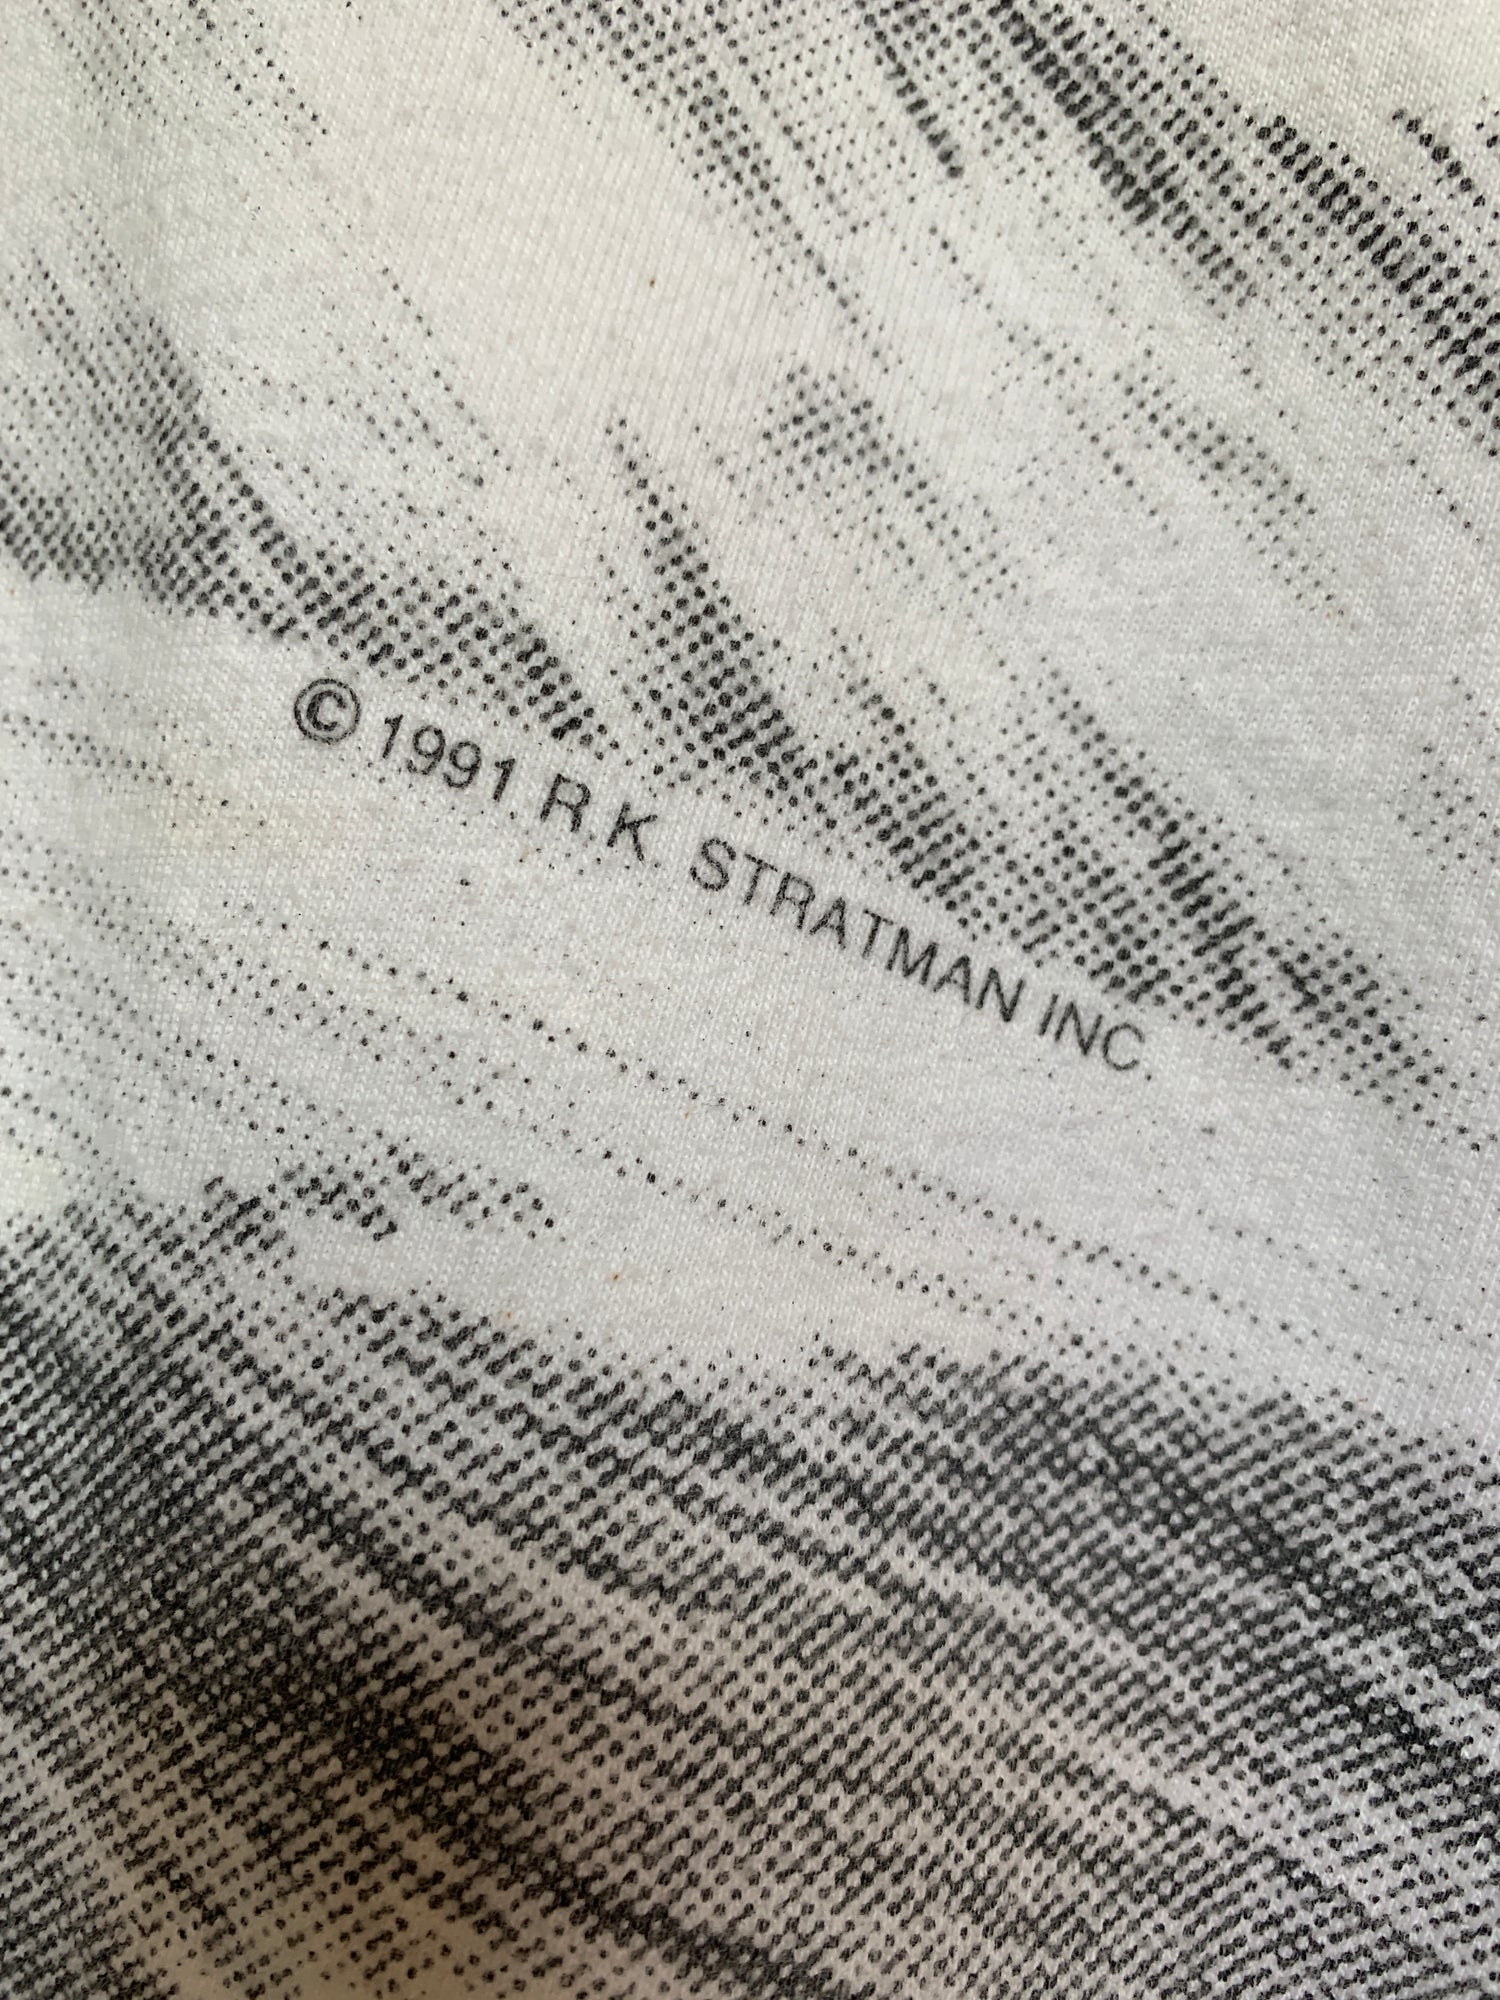 © 1991 R.K. STRATMAN INC.